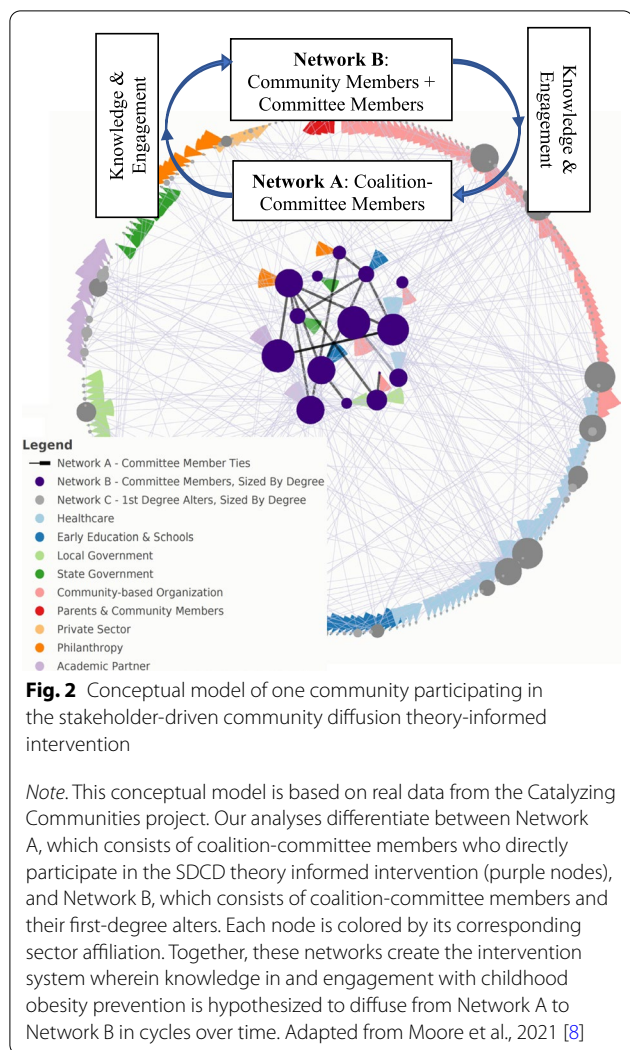 Knowledge &
Engagement
Network B:
Community Members +
Committee Members
Knowledge &
Engagement
Network A: Coalition-
Committee Members
Legend
Network A - Committee Member Ties
Network B - Committee Members, Sized By Degree
Network C - 1st Degree Alters, Sized By Degree
Healthcare
Early Education & Schools
Local Government
State Government
Community-based Organization
Parents & Community Members
Private Sector
Philanthropy
Academic Partner
Fig. 2 Conceptual model of one community participating in
the stakeholder-driven community diffusion theory-informed
intervention
Note. This conceptual model is based on real data from the Catalyzing
Communities project. Our analyses differentiate between Network
A, which consists of coalition-committee members who directly
participate in the SDCD theory informed intervention (purple nodes),
and Network B, which consists of coalition-committee members and
their first-degree alters. Each node is colored by its corresponding
sector affiliation. Together, these networks create the intervention
system wherein knowledge in and engagement with childhood
obesity prevention is hypothesized to diffuse from Network A to
Network B in cycles over time. Adapted from Moore et al., 2021 [8]